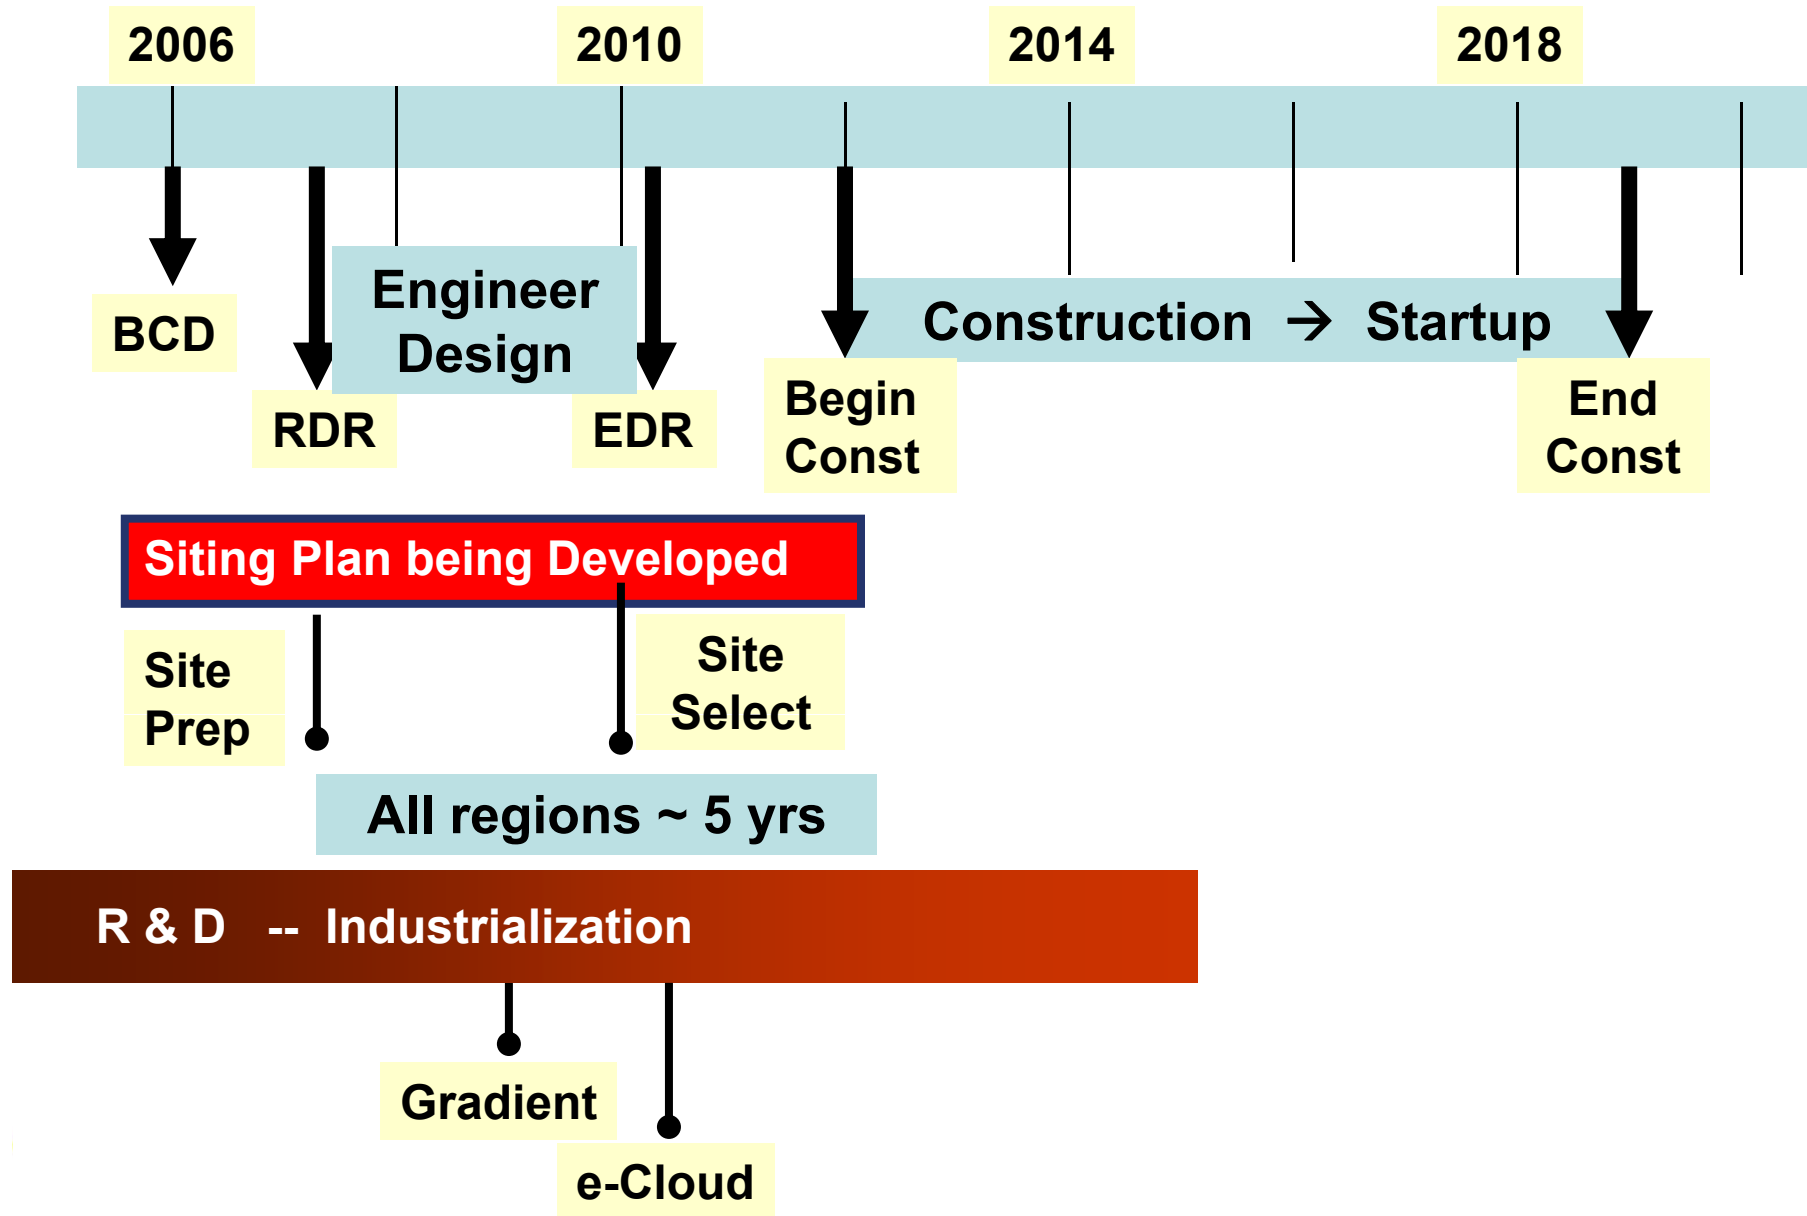 2006
2010
2014
2018
BCD
Engineer
Design
Construction → Startup
RDR
EDR
Begin
Const
End
Const
Siting Plan being Developed
Site
Prep
Site
Select
All regions ~ 5 yrs
R & D -- Industrialization
Gradient
e-Cloud